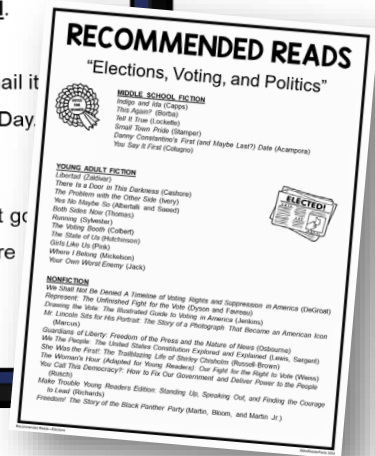 l.
ail it
Day.
t go
re
RECOMMENDED READS
"Elections, Voting, and Politics"
MIDDLE SCHOOL FICTION
Indigo and Ida (Capps)
This Again? (Borba)
Tell It True (Lockette)
Small Town Pride (Stamper)
Danny Constantino's First (and Maybe Last?) Date (Acampora)
You Say It First (Cotugno)
YOUNG ADULT FICTION
Libertad (Zaldívar)
There Is a Door in This Darkness (Cashore)
The Problem with the Other Side (Ivory)
Yes No Maybe So (Albertalli and Saeed)
Both Sides Now (Thomas)
Running (Sylvester)
The Voting Booth (Colbert)
The State of Us (Hutchinson)
Girls Like Us (Pink)
Where I Belong (Mickelson)
Your Own Worst Enemy (Jack)
ELECTED!
NONFICTION
We Shall Not Be Denied A Timeline of Voting Rights and Suppression in America (DeGroat)
Represent: The Unfinished Fight for the Vote (Dyson and Favreau)
Drawing the Vote: The Illustrated Guide to Voting in America (Jenkins)
Mr. Lincoln Sits for His Portrait: The Story of a Photograph That Became an American Icon
(Marcus)
Guardians of Liberty: Freedom of the Press and the Nature of News (Osbourne)
We The People: The United States Constitution Explored and Explained (Lewis, Sargent)
She Was the First!: The Trailblazing Life of Shirley Chisholm (Russell-Brown)
The Woman's Hour (Adapted for Young Readers): Our Fight for the Right to Vote (Weiss)
You Call This Democracy?: How to Fix Our Government and Deliver Power to the People
(Rusch)
Make Trouble Young Readers Edition: Standing Up, Speaking Out, and Finding the Courage
to Lead (Richards)
Freedom! The Story of the Black Panther Party (Martin, Bloom, and Martin Jr.)